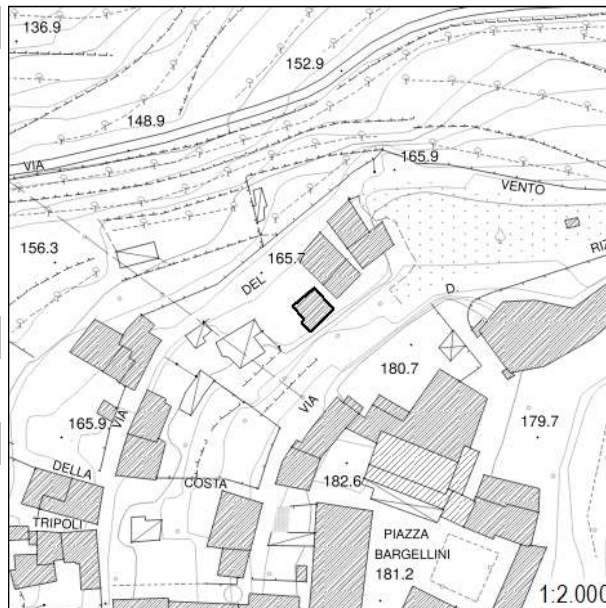 136.9
152.9
148.9
VIA
165.9
VENTO
156.3
165.7
DEL
RIZ
D.
180.7
VIA
165.9
VIA
179.7
DELLA
COSTA
182.6
TRIPOLI
PIAZZA
BARGELLINI
181.2
1:2.000